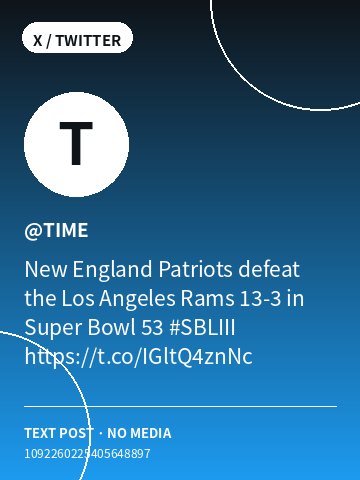 X / TWITTER
T
@TIME
New England Patriots defeat
the Los Angeles Rams 13-3 in
Super Bowl 53 #SBLIII
https://t.co/IGltQ4znNc
TEXT POST · NO MEDIA
1092260225405648897